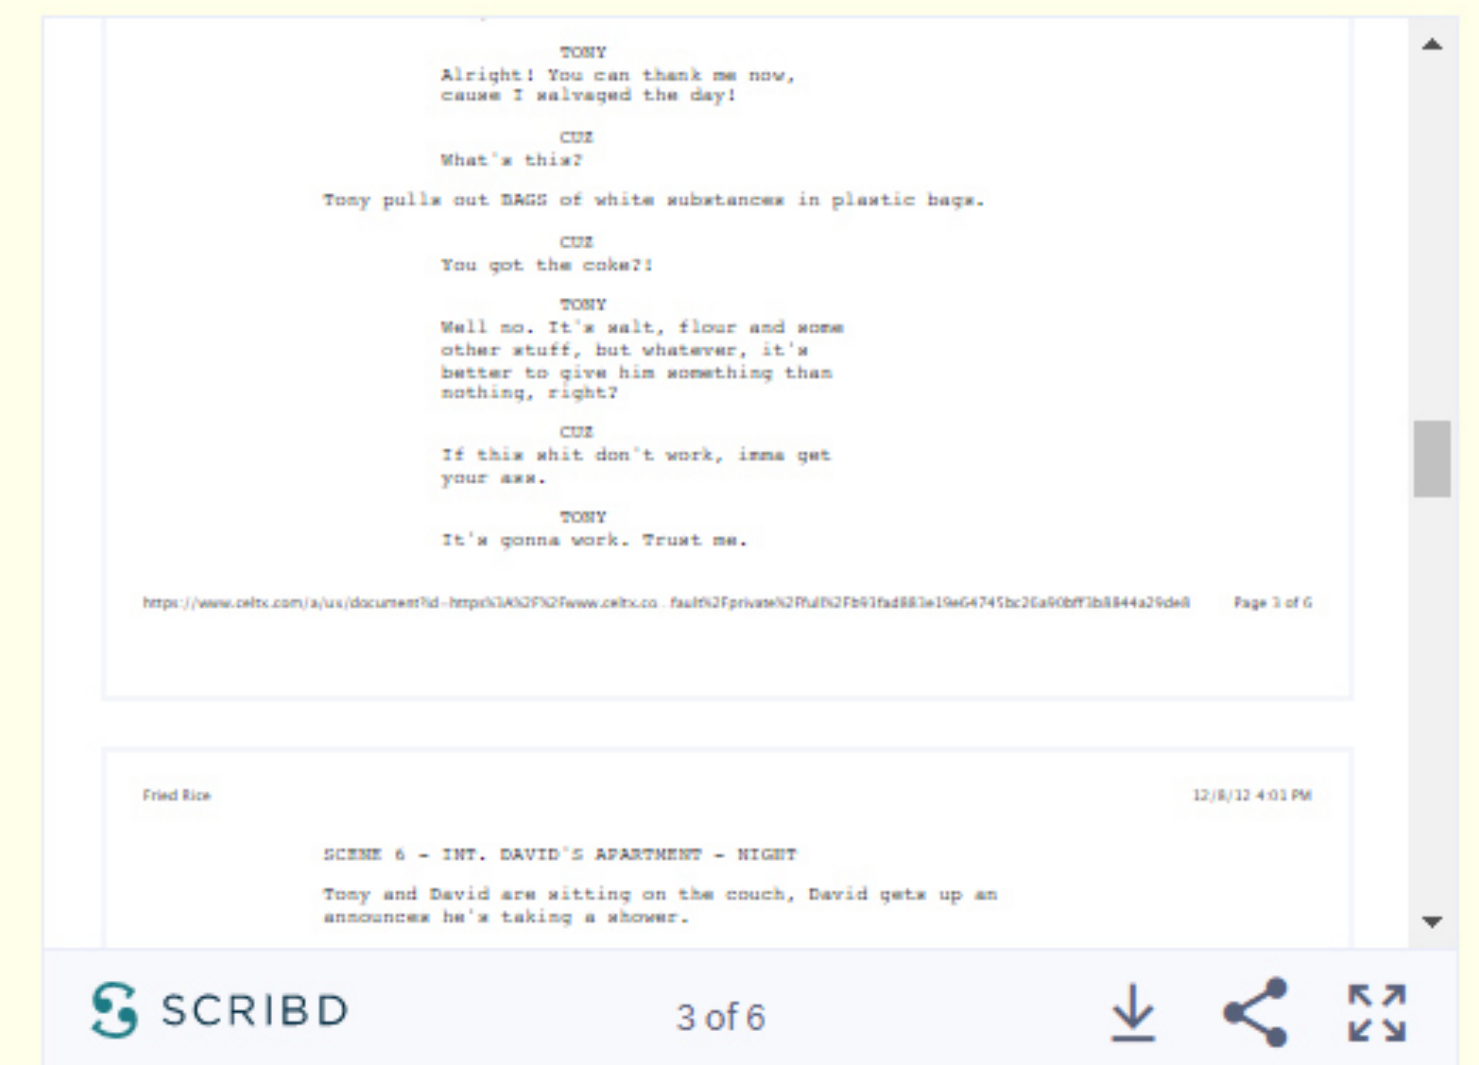 TONY
Alright! You can thank me now,
cause I salvaged the day!
CUZ
What's this?
Tony pulls out BAGS of white substances in plastic bags.
CUZ
You got the coke?!
TONY
Well no. It's salt, flour and some
other stuff, but whatever, it's
better to give him something than
nothing, right?
CUZ
If this shit don't work, imma get
your ass.
TONY
It's gonna work. Trust me.
Page 3 of 6
Fried Rice
12/8/12 4:01 PM
SCENE 6 - INT. DAVID'S APARTMENT - NIGHT
Tony and David are sitting on the couch, David gets up an
announces he's taking a shower.
SCRIBD
3 of 6